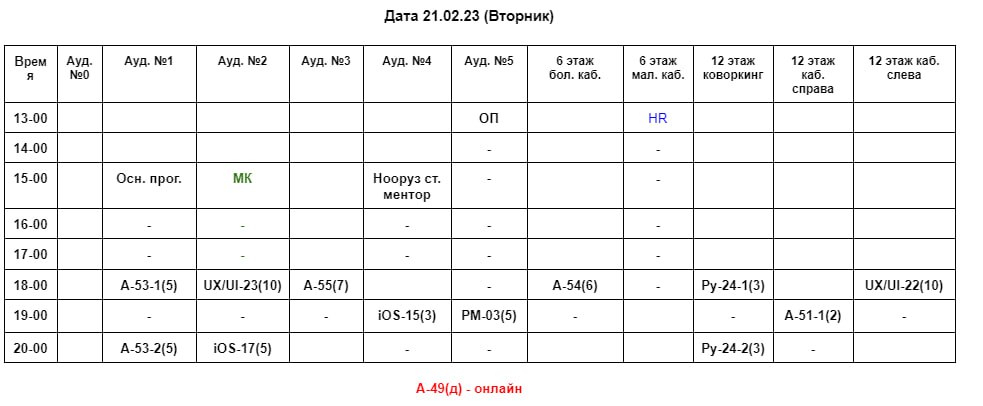 Дата 21.02.23 (Вторник)
Врем
я
Ауд.
№0
Ауд. №1
Ауд. №2
Ауд. №3
Ауд. №4
Ауд. №5
6 этаж
бол. каб.
6 этаж
мал. каб.
12 этаж
коворкинг
12 этаж
каб.
справа
12 этаж каб.
слева
13-00 ОП HR
14-00 - -
15-00 Осн. прог. МК Нооруз ст.
ментор - -
16-00 - - - - -
17-00 - - - - -
18-00 А-53-1(5) UX/UI-23(10) А-55(7) - А-54(6) Py-24-1(3) UX/UI-22(10)
19-00 - - - iOS-15(3) PM-03(5) - - А-51-1(2) -
20-00 А-53-2(5) iOS-17(5) - - Py-24-2(3) -
А-49(д) - онлайн